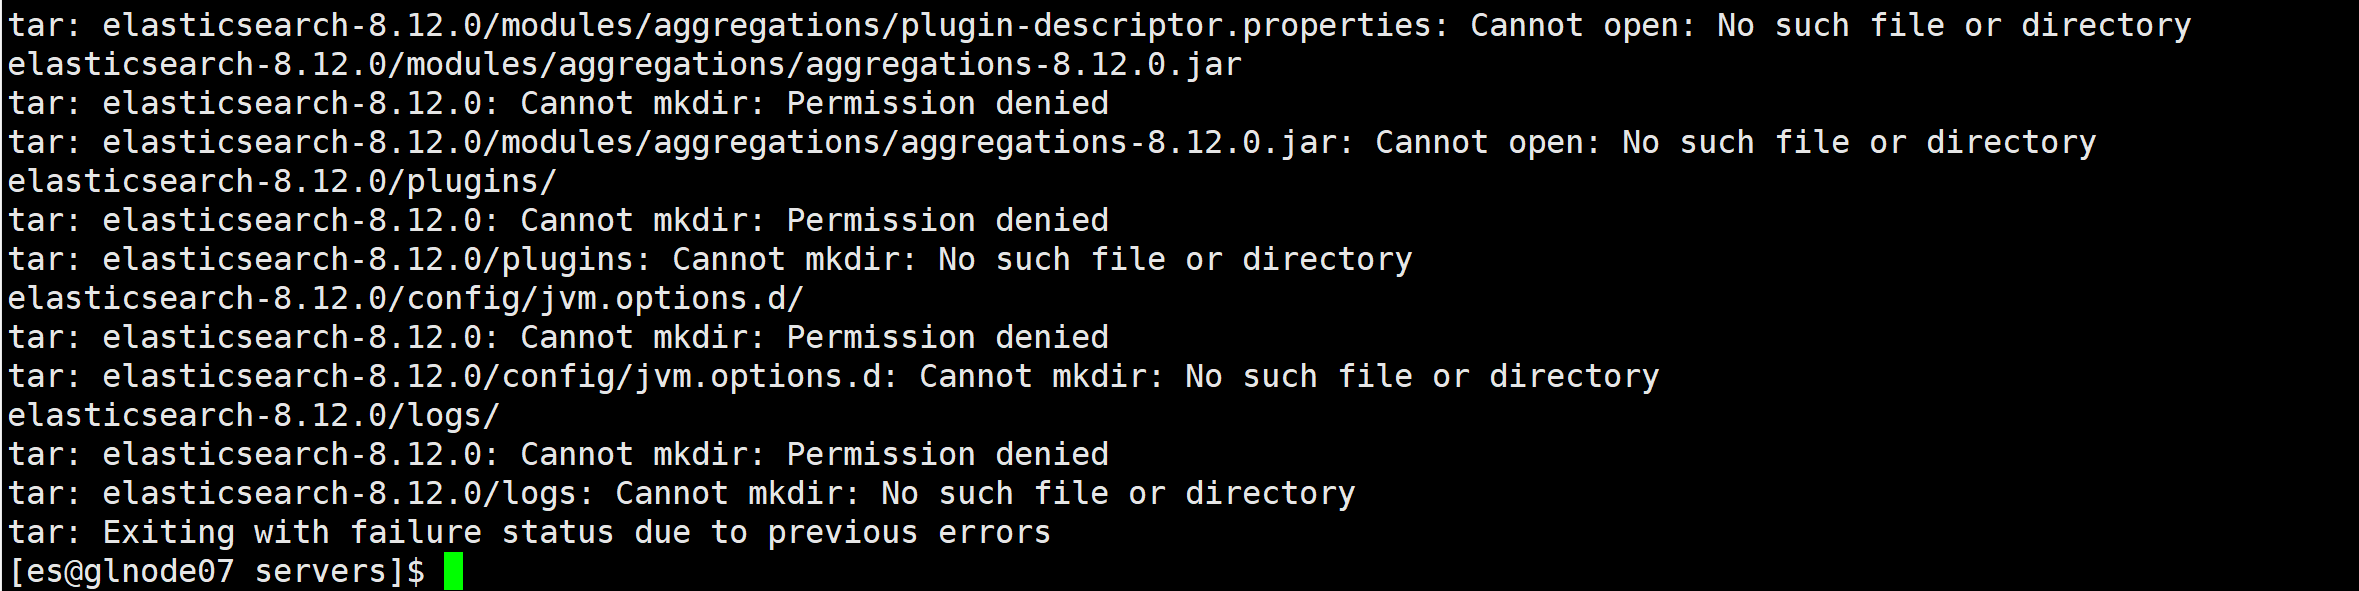 tar: elasticsearch-8.12.0/modules/aggregations/plugin-descriptor.properties: Cannot open: No such file or directory
elasticsearch-8.12.0/modules/aggregations/aggregations-8.12.0.jar
tar: elasticsearch-8.12.0: Cannot mkdir: Permission denied
tar: elasticsearch-8.12.0/modules/aggregations/aggregations-8.12.0.jar: Cannot open: No such file or directory
elasticsearch-8.12.0/plugins/
tar: elasticsearch-8.12.0: Cannot mkdir: Permission denied
tar: elasticsearch-8.12.0/plugins: Cannot mkdir: No such file or directory
elasticsearch-8.12.0/config/jvm.options.d/
tar: elasticsearch-8.12.0: Cannot mkdir: Permission denied
tar: elasticsearch-8.12.0/config/jvm.options.d: Cannot mkdir: No such file or directory
elasticsearch-8.12.0/logs/
tar: elasticsearch-8.12.0: Cannot mkdir: Permission denied
tar: elasticsearch-8.12.0/logs: Cannot mkdir: No such file or directory
tar: Exiting with failure status due to previous errors
[es@glnode07 servers]$